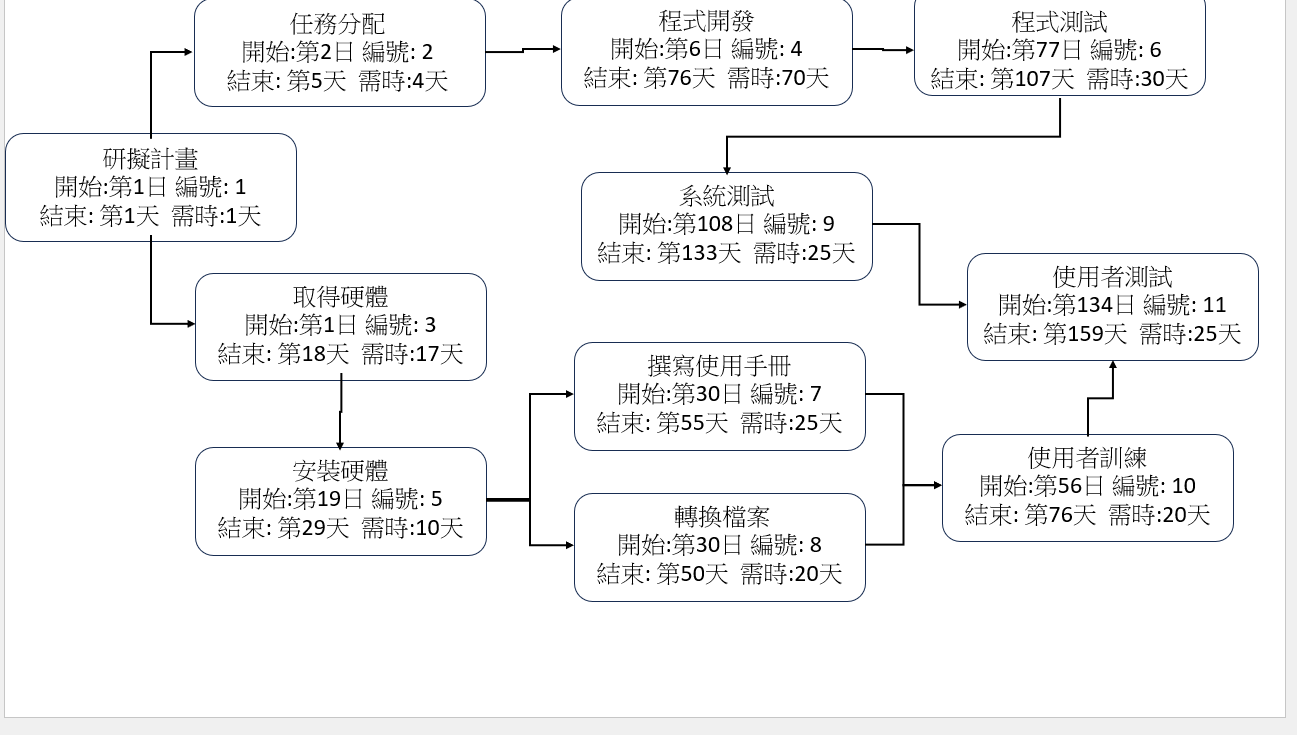 任務分配
開始:第2日 編號: 2
結束: 第5天 需時:4天
程式開發
開始:第6日 編號: 4
結束: 第76天 需時:70天
程式測試
開始:第77日 編號: 6
結束: 第107天 需時:30天
研擬計畫
開始:第1日 編號: 1
結束: 第1天 需時:1天
系統測試
開始:第108日 編號: 9
結束: 第133天 需時:25天
使用者測試
開始:第134日 編號: 11
結束: 第159天 需時:25天
取得硬體
開始:第1日 編號: 3
結束: 第18天 需時:17天
撰寫使用手冊
開始:第30日 編號: 7
結束: 第55天 需時:25天
安裝硬體
開始:第19日 編號: 5
結束: 第29天 需時:10天
使用者訓練
開始:第56日 編號: 10
結束: 第76天 需時:20天
轉換檔案
開始:第30日 編號: 8
結束: 第50天 需時:20天